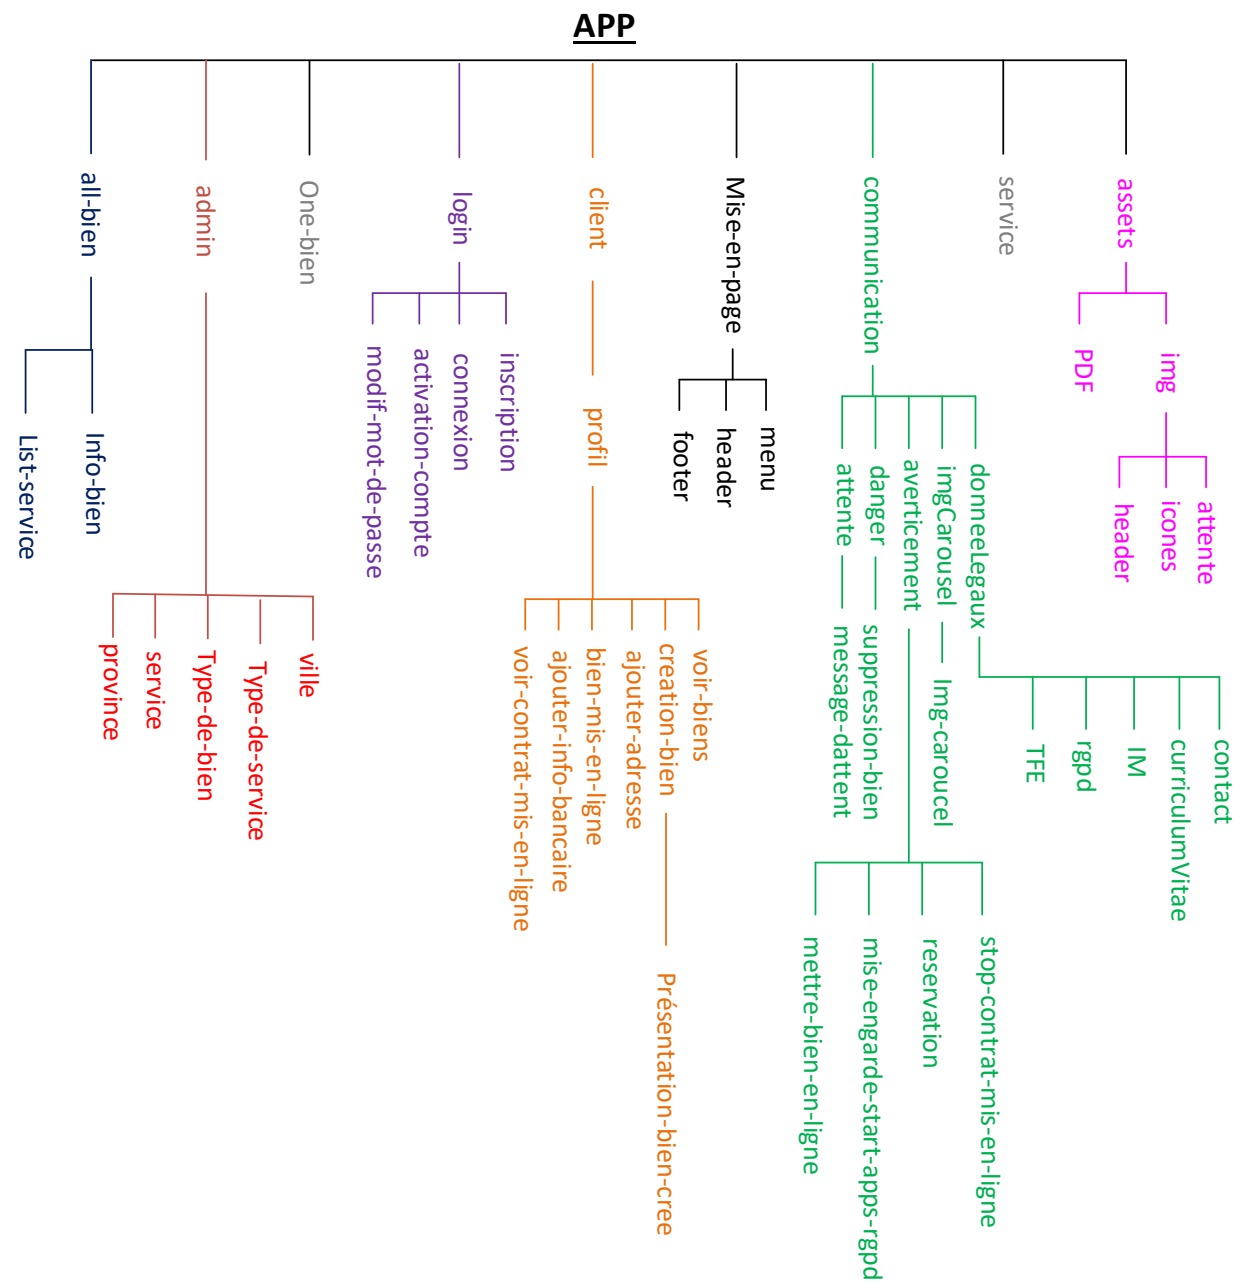 APP
all-bien
admin
One-bien
login
client
Mise-en-page
communication
service
assets
List-service
Info-bien
province
service
Type-de-bien
Type-de-service
ville
modif-mot-de-passe
activation-compte
connexion
inscription
profil
voir-contrat-mis-en-ligne
ajouter-info-bancaire
bien-mis-en-ligne
ajouter-adresse
creation-bien
voir-biens
Présentation-bien-cree
footer
header
menu
attente
danger
averticement
imgCarousel
donneeLegaux
message-dattent
suppression-bien
Img-caroucel
mettre-bien-en-ligne
mise-engarde-start-apps-rgpd
reservation
stop-contrat-mis-en-ligne
TFE
rgpd
IM
curriculumVitae
contact
PDF
img
header
icones
attente